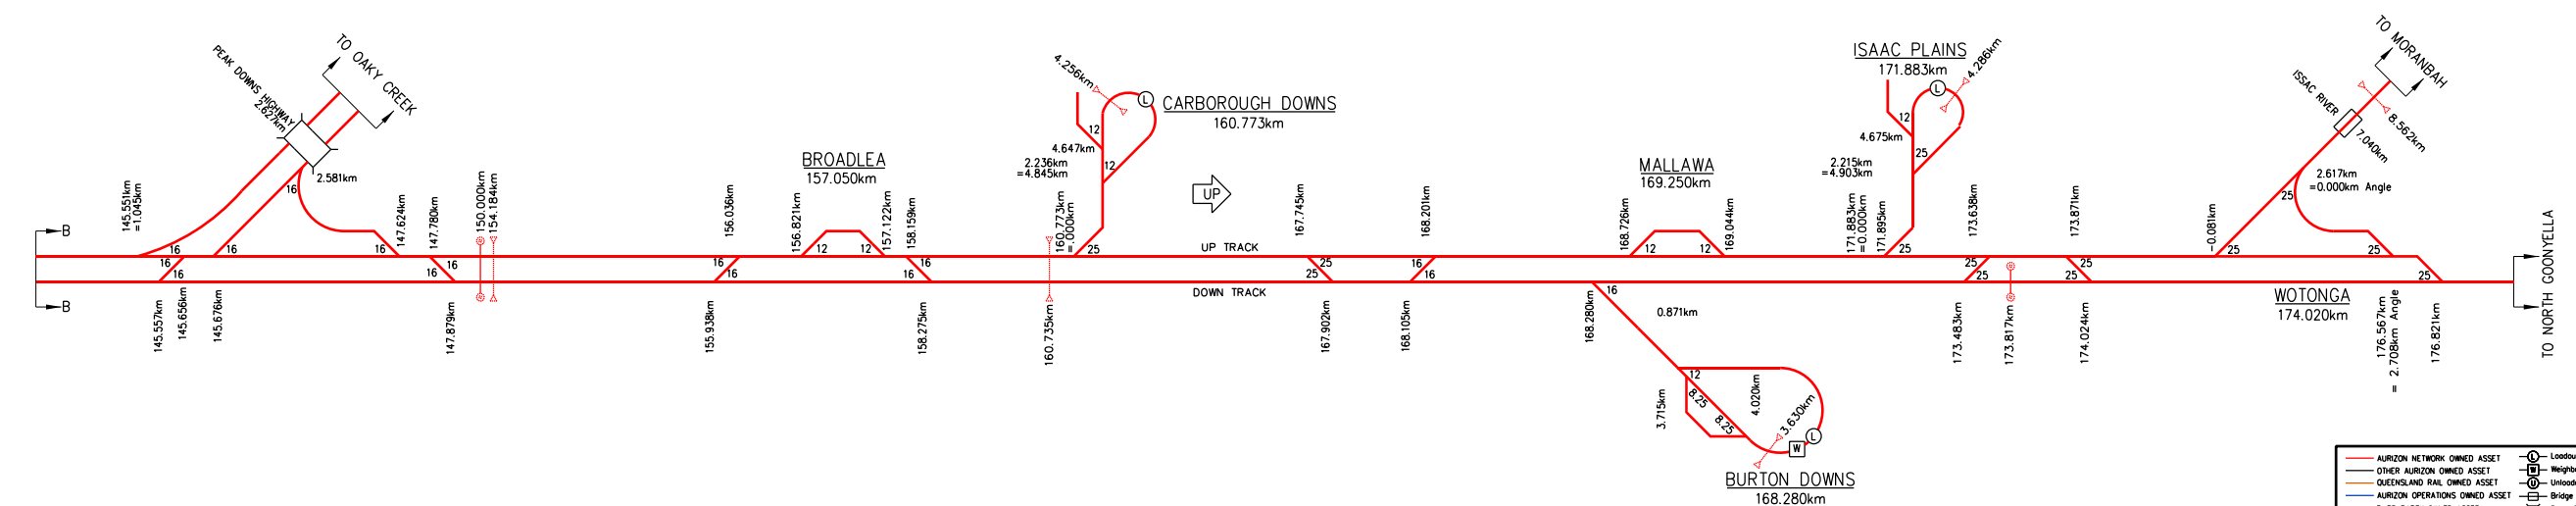 TO OAKY CREEK
PEAK DOWNS HIGHWAY
2.627km
2.581km
16
145.551km
=1.045km
16
16
16
147.624km
147.780km
150.000km
154.184km
B
B
16
16
16
16
145.557km
145.656km
145.676km
147.879km
BROADLEA
157.050km
156.036km
156.821km
157.122km
158.159km
12
12
16
16
16
16
155.938km
158.275km
4.256km
L
CARBOROUGH DOWNS
160.773km
12
4.647km
12
2.236km
=4.845km
160.773km
=.000km
25
160.735km
UP
UP TRACK
DOWN TRACK
167.745km
168.201km
25
25
16
16
167.902km
168.105km
MALLAWA
169.250km
168.726km
169.044km
12
12
168.280km
16
0.871km
12
8.25
8.25
3.715km
4.020km
3.630km
W
L
BURTON DOWNS
168.280km
ISAAC PLAINS
171.883km
L
4.286km
12
4.675km
25
2.215km
=4.903km
171.883km
=0.000km
171.895km
25
173.638km
173.871km
25
25
25
25
173.483km
173.817km
174.024km
TO MORANBAH
ISSAC RIVER
7.040km
8.562km
2.617km
=0.000km Angle
25
-0.081km
25
25
25
WOTONGA
174.020km
176.567km
= 2.708km Angle
176.821km
TO NORTH GOONYELLA
AURIZON NETWORK OWNED ASSET
OTHER AURIZON OWNED ASSET
QUEENSLAND RAIL OWNED ASSET
AURIZON OPERATIONS OWNED ASSET
L Loadou
W Weighb
U Unload
Bridge